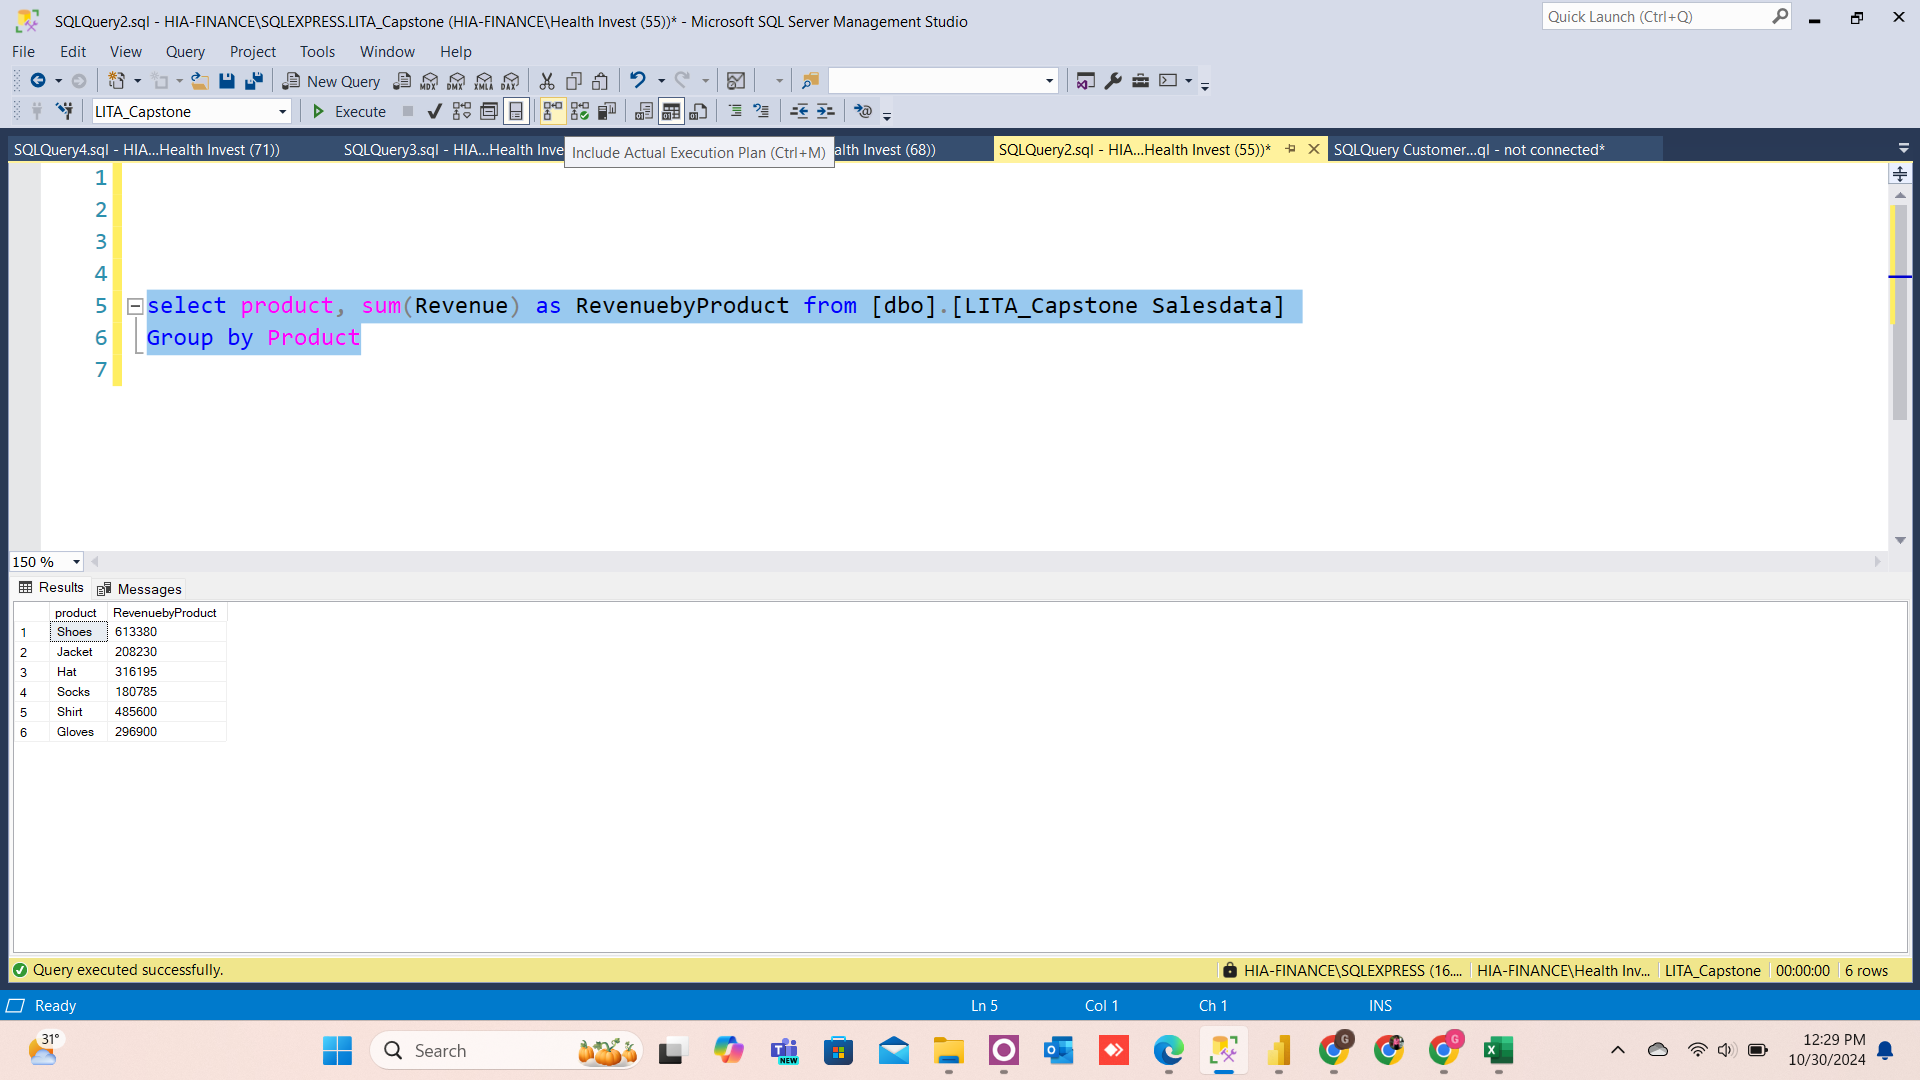 SQLQuery2.sql - HIA-FINANCE\SQLEXPRESS.LITA_Capstone (HIA-FINANCE\Health Invest (55))* - Microsoft SQL Server Management Studio
Quick Launch (Ctrl+Q)
File Edit View Query Project Tools Window Help
New Query
LITA_Capstone Execute
SQLQuery4.sql - HIA...Health Invest (71)) SQLQuery3.sql - HIA...Health Inve alth Invest (68)) SQLQuery2.sql - HIA...Health Invest (55))* SQLQuery Customer...ql - not connected*
Include Actual Execution Plan (Ctrl+M)
1
2
3
4
5 select product, sum(Revenue) as RevenuebyProduct from [dbo].[LITA_Capstone Salesdata]
6 Group by Product
7
150 %
Results Messages
product RevenuebyProduct
1 Shoes 613380
2 Jacket 208230
3 Hat 316195
4 Socks 180785
5 Shirt 485600
6 Gloves 296900
Query executed successfully. HIA-FINANCE\SQLEXPRESS (16.... HIA-FINANCE\Health Inv... LITA_Capstone 00:00:00 6 rows
Ready Ln 5 Col 1 Ch 1 INS
31° Search NEW 12:29 PM
10/30/2024